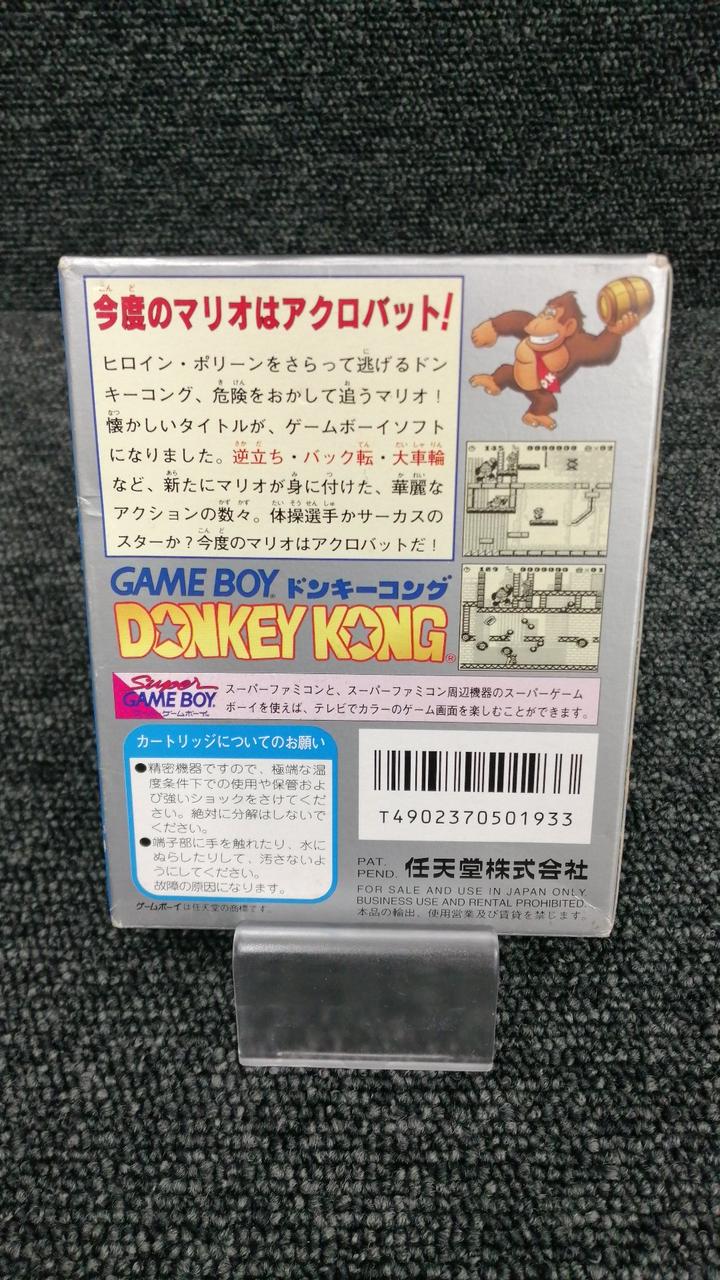 今度のマリオはアクロバット!
ヒロイン・ポリーンをさらって逃げるドン
キーコング、危険をおかして追うマリオ!
懐かしいタイトルが、ゲームボーイソフト
になりました。逆立ち・バック転・大車輪
など、新たにマリオが身に付けた、華麗な
アクションの数々。体操選手かサーカスの
スターか?今度のマリオはアクロバットだ!
GAME BOY® ドンキーコング
DONKEY KONG®
Super
GAME BOY
スーパーゲームボーイ
スーパーファミコンと、スーパーファミコン周辺機器のスーパーゲーム
ボーイを使えば、テレビでカラーのゲーム画面を楽しむことができます。
カートリッジについてのお願い
●精密機器ですので、極端な温
度条件下での使用や保管およ
び強いショックをさけてくだ
さい。絶対に分解はしないで
ください。
●端子部に手を触れたり、水に
ぬらしたりして、汚さないよ
うにしてください。
故障の原因になります。
ゲームボーイは任天堂の商標です。
T4902370501933
PAT.
PEND. 任天堂株式会社
FOR SALE AND USE IN JAPAN ONLY.
BUSINESS USE AND RENTAL PROHIBITED.
本品の輸出、使用営業及び賃貸を禁じます。